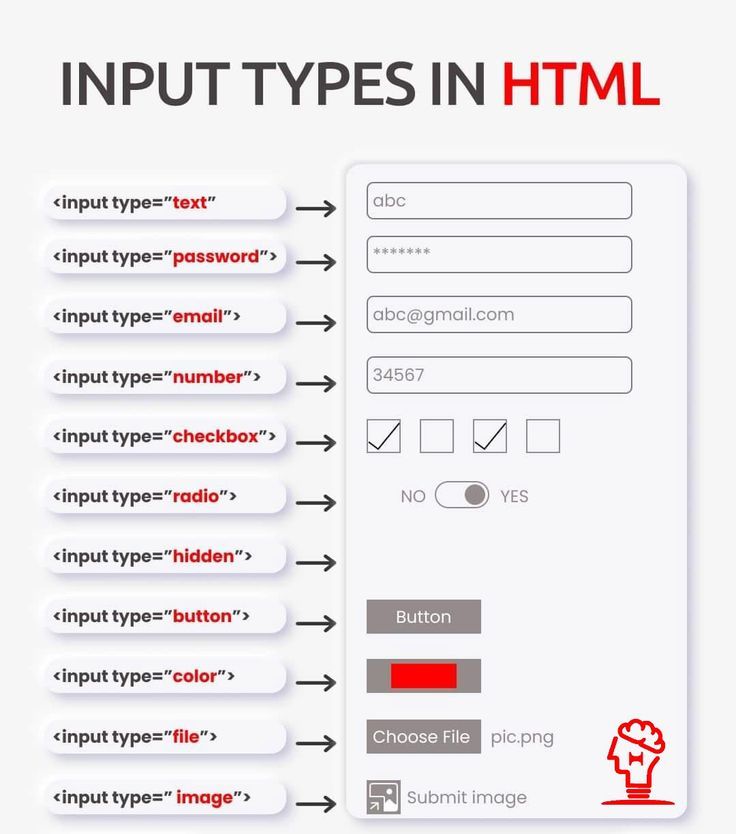 INPUT TYPES IN HTML
<input type=”text” abc
<input type=”password”> *******
<input type=”email”> abc@gmail.com
<input type=”number”> 34567
<input type=”checkbox”>
<input type=”radio”> NO YES
<input type=”hidden”>
<input type=”button”> Button
<input type=”color”>
<input type=”file”> Choose File pic.png
<input type=” image”> Submit image